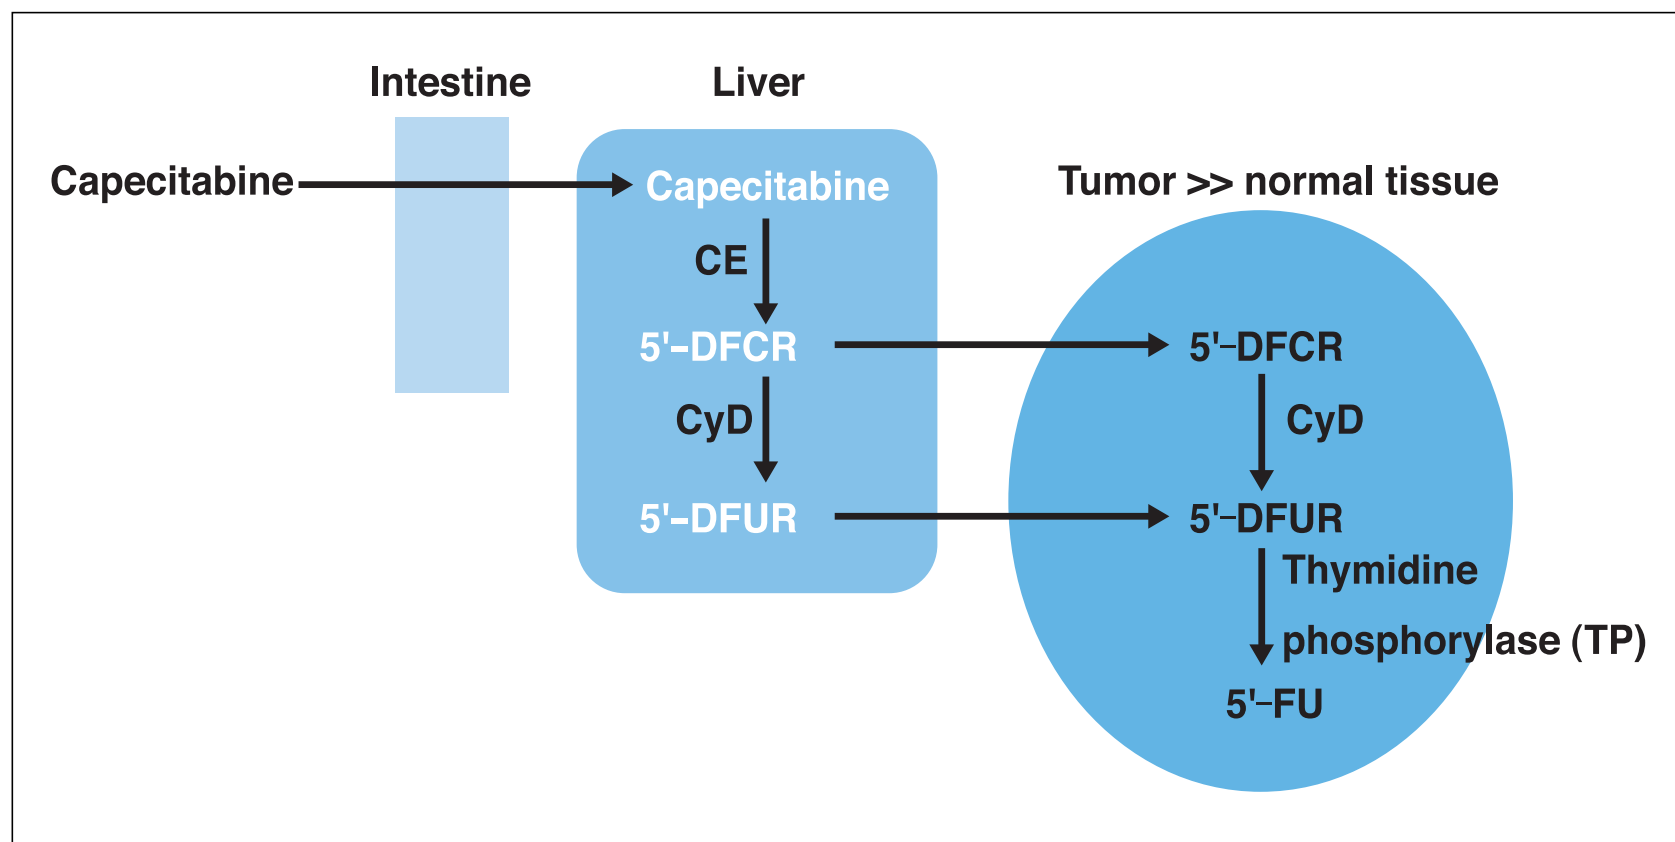 Intestine
Liver
Capecitabine
Capecitabine
Tumor >> normal tissue
CE
5'-DFCR
5'-DFCR
CyD
CyD
5'-DFUR
5'-DFUR
Thymidine
phosphorylase (TP)
5'-FU